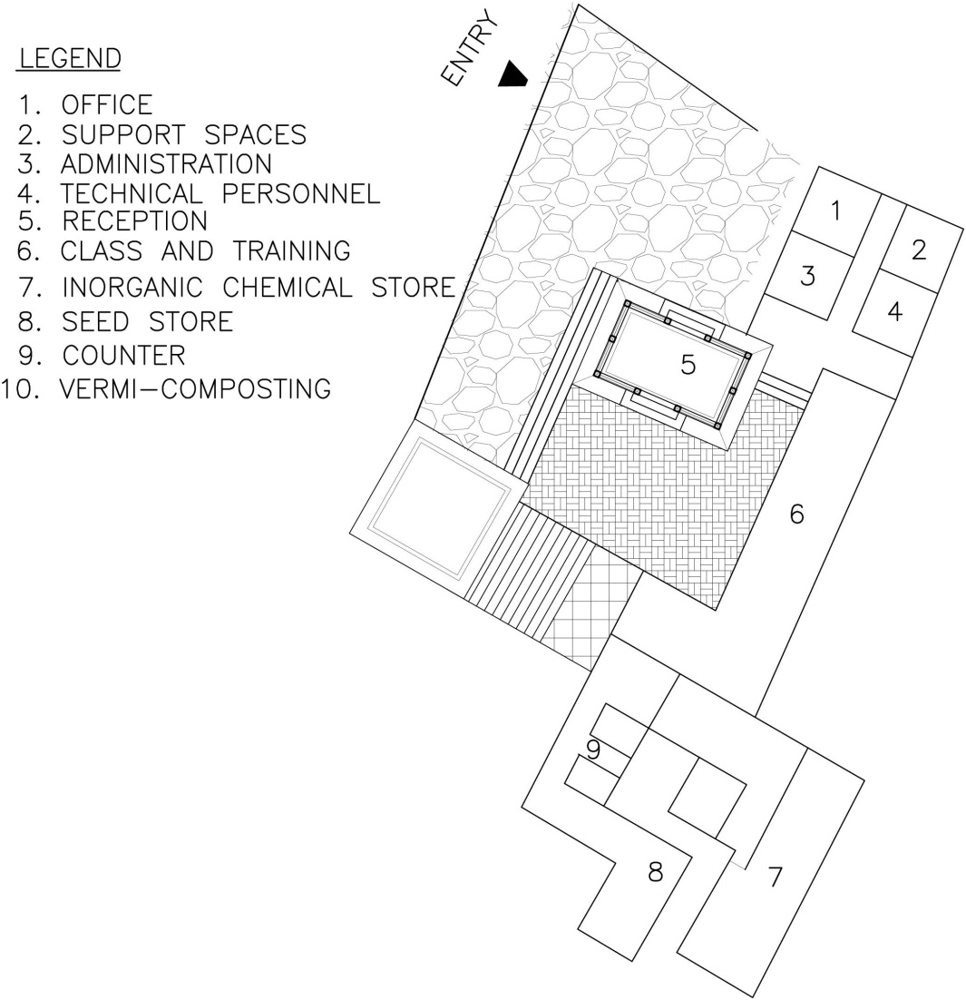 ENTRY
LEGEND
1. OFFICE
2. SUPPORT SPACES
3. ADMINISTRATION
4. TECHNICAL PERSONNEL
5. RECEPTION
6. CLASS AND TRAINING
7. INORGANIC CHEMICAL STORE
8. SEED STORE
9. COUNTER
10. VERMI-COMPOSTING
1
2
3
4
5
6
9
8
7